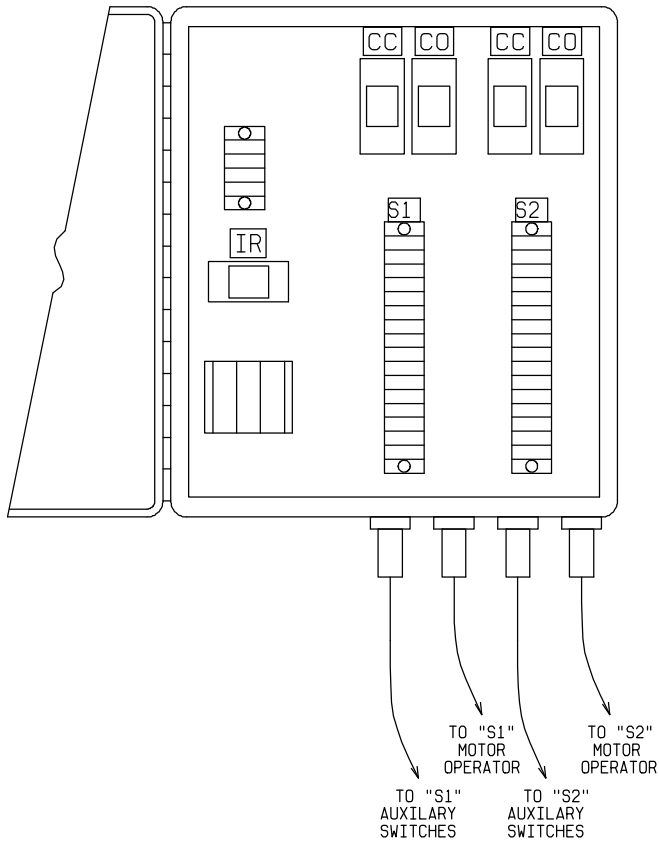 CC CO CC CO
S1 S2
IR
TO "S1"
MOTOR
OPERATOR
TO "S2"
MOTOR
OPERATOR
TO "S1"
AUXILARY
SWITCHES
TO "S2"
AUXILARY
SWITCHES